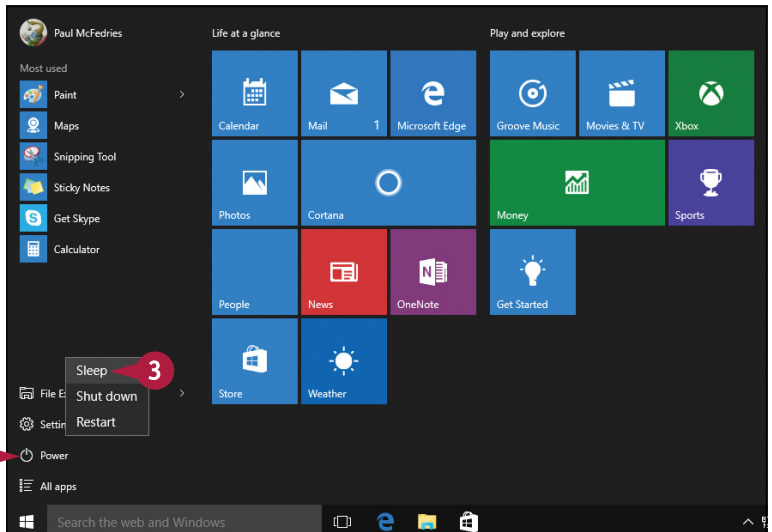 Paul McFedries
Most used
Paint
Maps
Snipping Tool
Sticky Notes
Get Skype
Calculator
Sleep 3
Shut down
Restart
File E
Settin
Power
All apps
Life at a glance
Calendar
Mail 1
Microsoft Edge
Photos
Cortana
People
News
OneNote
Store
Weather
Play and explore
Groove Music
Movies & TV
Xbox
Money
Sports
Get Started
Search the web and Windows